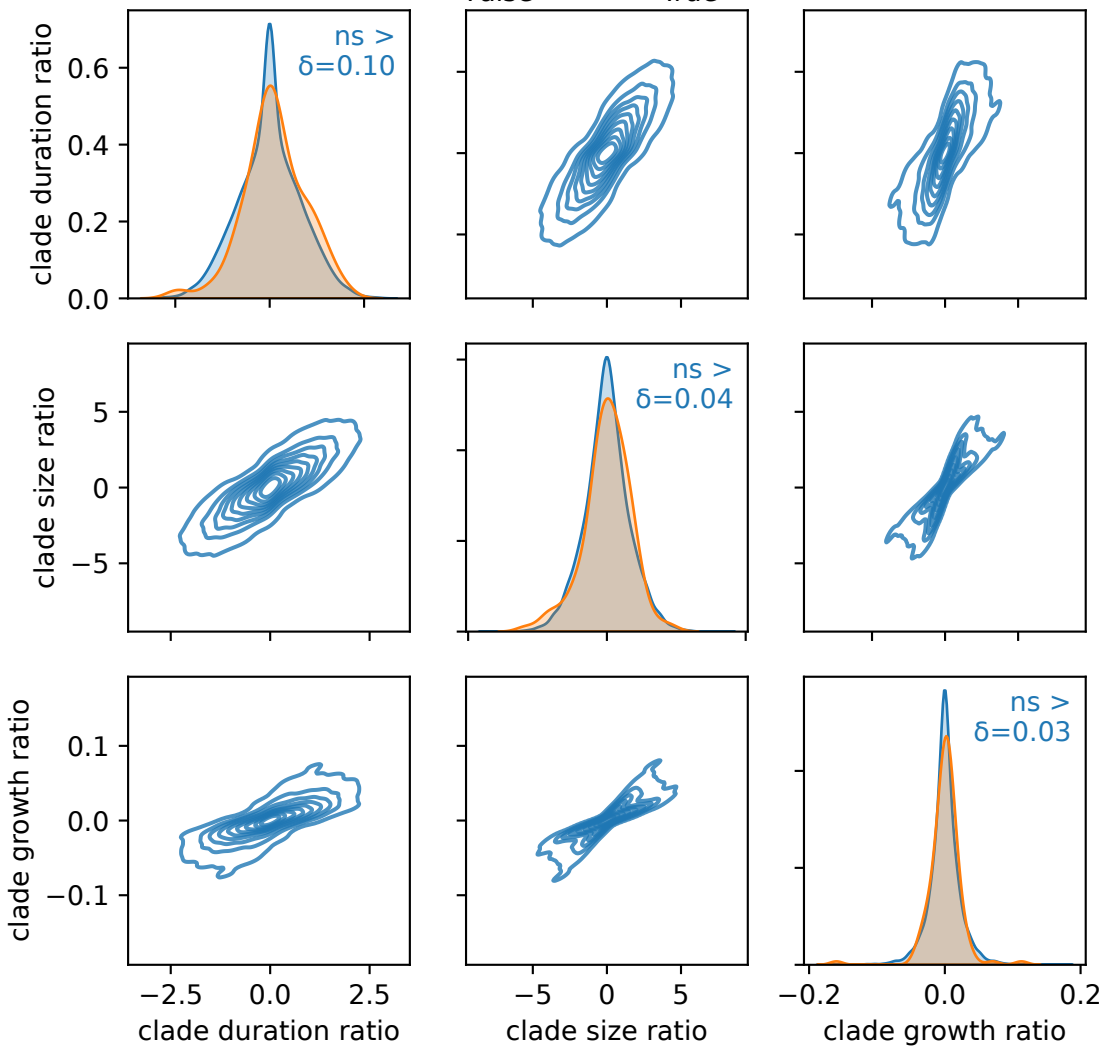 clade duration ratio
0.6
0.4
0.2
0.0
ns >
δ=0.10
clade size ratio
5
0
−5
ns >
δ=0.04
clade growth ratio
0.1
0.0
−0.1
ns >
δ=0.03
−2.5
0.0
2.5
−5
0
5
−0.2
0.0
0.2
clade duration ratio
clade size ratio
clade growth ratio